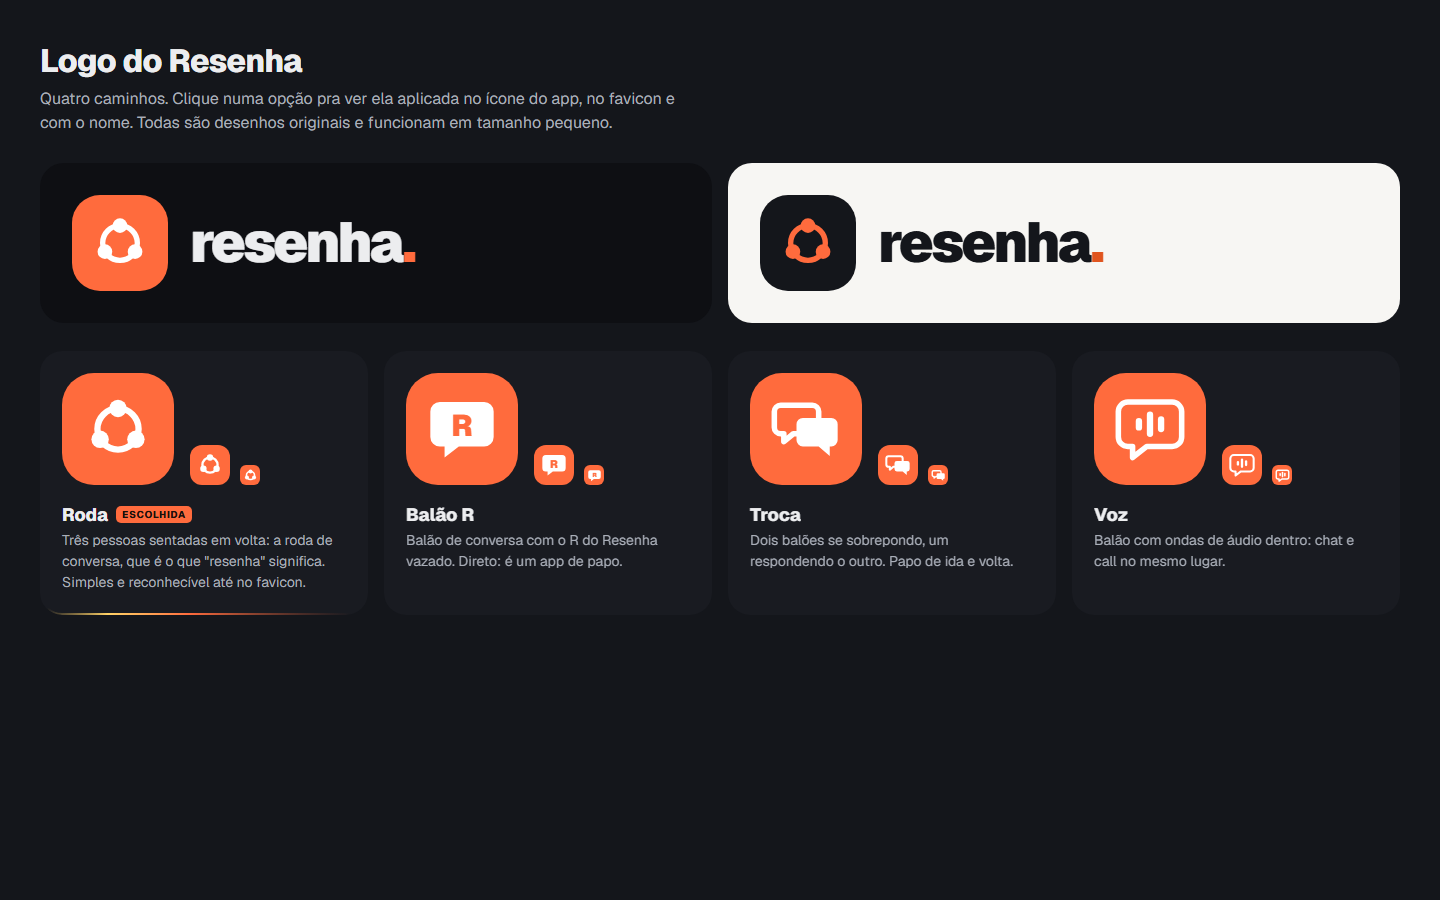 Logo do Resenha
Quatro caminhos. Clique numa opção pra ver ela aplicada no ícone do app, no favicon e
com o nome. Todas são desenhos originais e funcionam em tamanho pequeno.
resenha.
resenha.
R
R
R
Roda ESCOLHIDA
Três pessoas sentadas em volta: a roda de
conversa, que é o que "resenha" significa.
Simples e reconhecível até no favicon.
Balão R
Balão de conversa com o R do Resenha
vazado. Direto: é um app de papo.
Troca
Dois balões se sobrepondo, um
respondendo o outro. Papo de ida e volta.
Voz
Balão com ondas de áudio dentro: chat e
call no mesmo lugar.